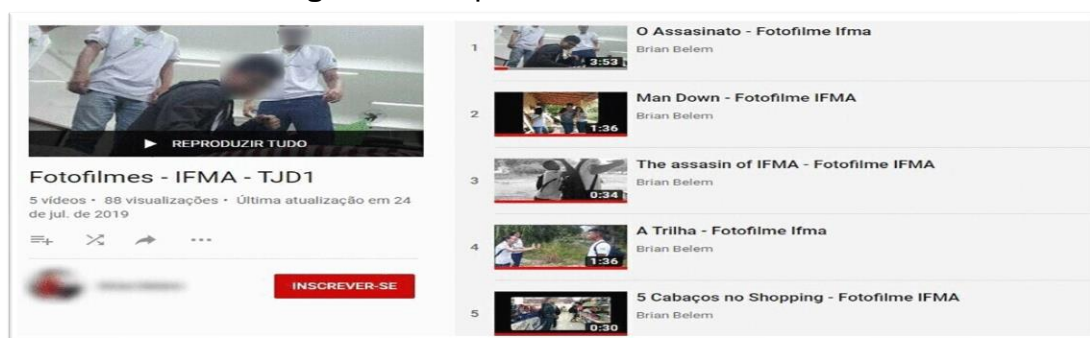 REPRODUZIR TUDO
Fotofilmes - IFMA - TJD1
5 vídeos • 88 visualizações • Última atualização em 24
de jul. de 2019
INSCREVER-SE
1
O Assasinato - Fotofilme Ifma
Brian Belem
3:53
2
Man Down - Fotofilme IFMA
Brian Belem
1:36
3
The assasin of IFMA - Fotofilme IFMA
Brian Belem
0:34
4
A Trilha - Fotofilme Ifma
Brian Belem
1:36
5
5 Cabaços no Shopping - Fotofilme IFMA
Brian Belem
0:30